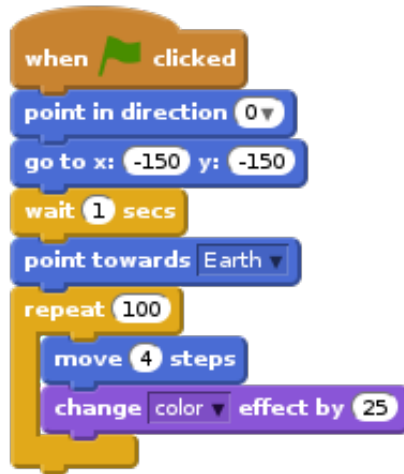 when clicked
point in direction 0
go to x: -150 y: -150
wait 1 secs
point towards Earth
repeat 100
move 4 steps
change color effect by 25